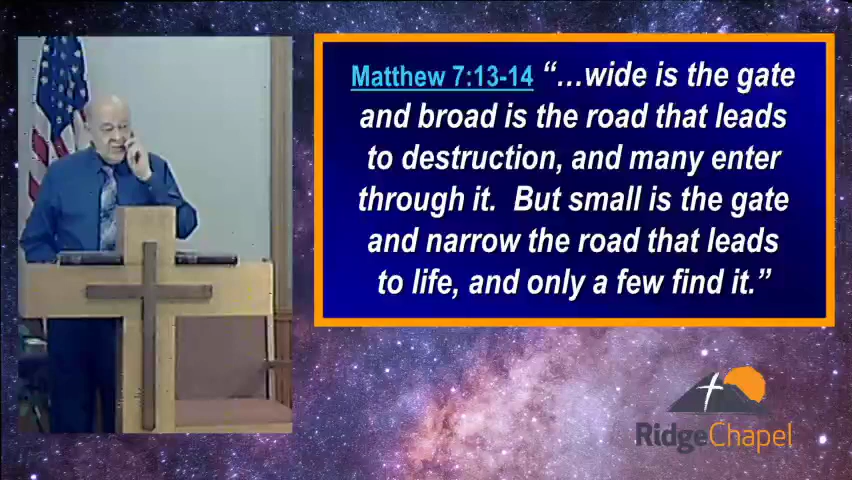 Matthew 7:13-14 “…wide is the gate
and broad is the road that leads
to destruction, and many enter
through it.  But small is the gate
and narrow the road that leads
to life, and only a few find it.”
RidgeChapel